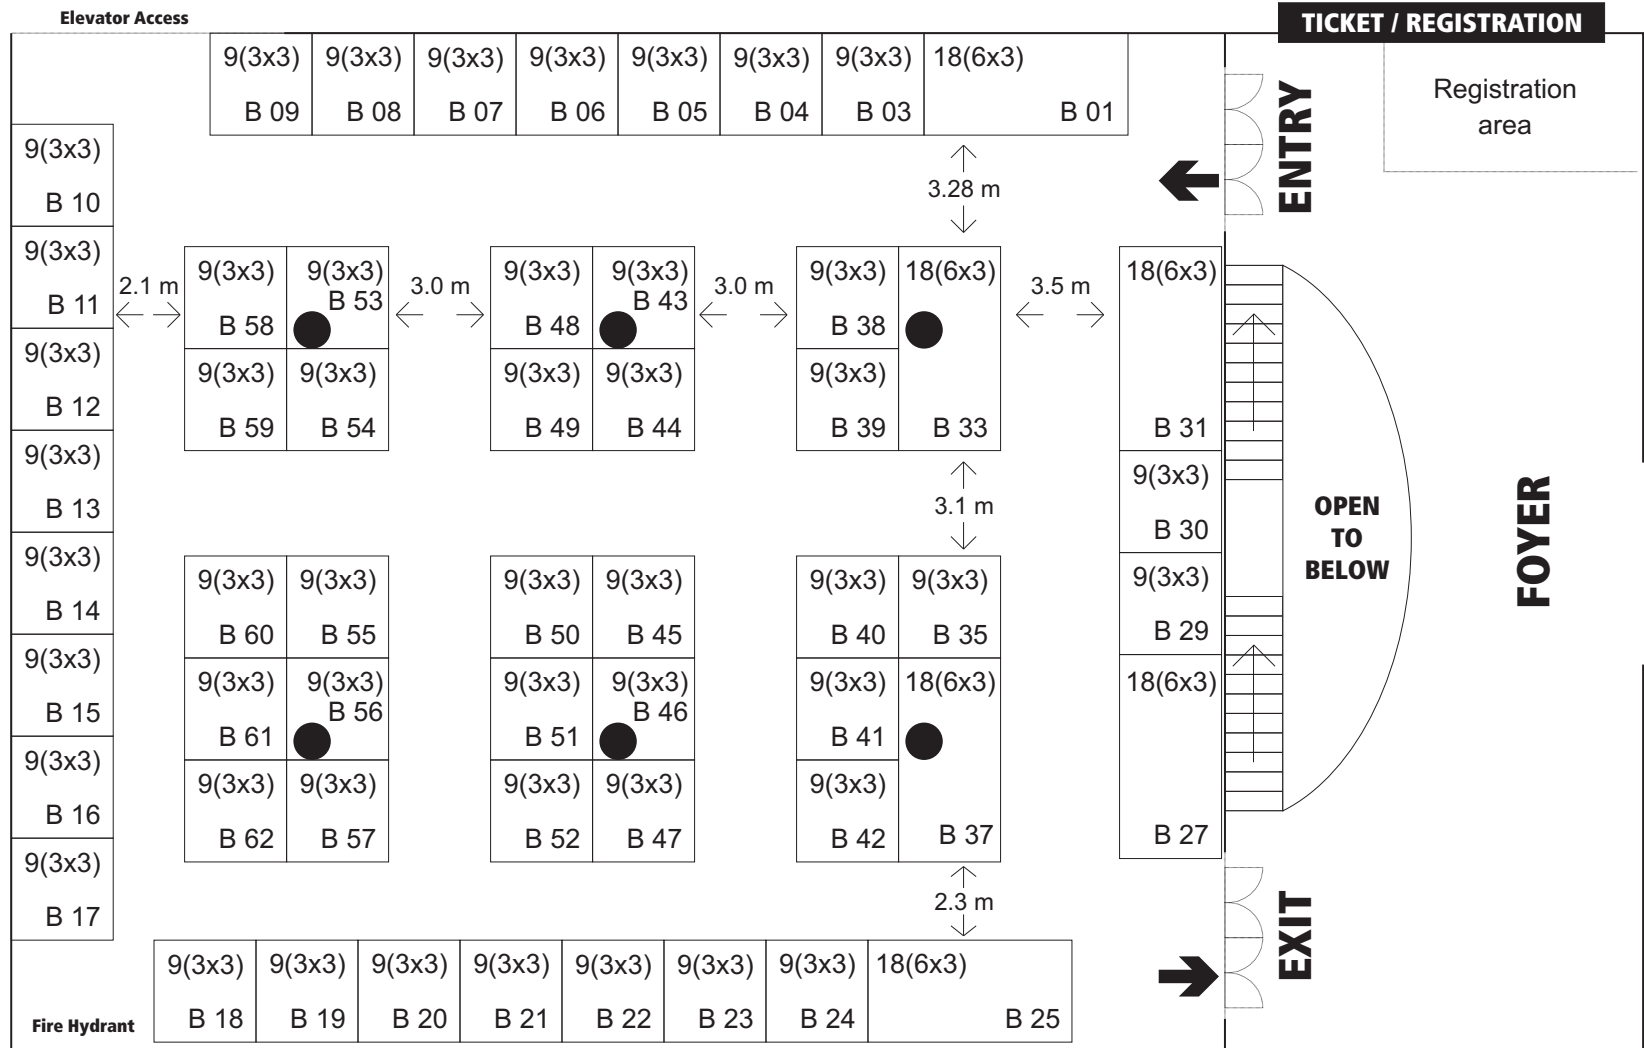 Elevator Access
TICKET / REGISTRATION
9(3x3) 9(3x3) 9(3x3) 9(3x3) 9(3x3) 9(3x3) 9(3x3) 18(6x3)
B 09 B 08 B 07 B 06 B 05 B 04 B 03 B 01
Registration
area
ENTRY
9(3x3)
B 10
3.28 m
9(3x3)
B 11
2.1 m
9(3x3) 9(3x3)
B 58 B 53
3.0 m
9(3x3) 9(3x3)
B 48 B 43
3.0 m
9(3x3) 18(6x3)
B 38
3.5 m
18(6x3)
9(3x3)
B 12
9(3x3) 9(3x3)
B 59 B 54
9(3x3) 9(3x3)
B 49 B 44
9(3x3)
B 39 B 33
B 31
9(3x3)
B 13
3.1 m
9(3x3)
B 30
OPEN
TO
BELOW
FOYER
9(3x3)
B 14
9(3x3) 9(3x3)
B 60 B 55
9(3x3) 9(3x3)
B 50 B 45
9(3x3) 9(3x3)
B 40 B 35
9(3x3)
B 29
9(3x3)
B 15
9(3x3) 9(3x3)
B 61 B 56
9(3x3) 9(3x3)
B 51 B 46
9(3x3) 18(6x3)
B 41
18(6x3)
9(3x3)
B 16
9(3x3) 9(3x3)
B 62 B 57
9(3x3) 9(3x3)
B 52 B 47
9(3x3)
B 42 B 37
B 27
9(3x3)
B 17
2.3 m
EXIT
9(3x3) 9(3x3) 9(3x3) 9(3x3) 9(3x3) 9(3x3) 9(3x3) 18(6x3)
B 18 B 19 B 20 B 21 B 22 B 23 B 24 B 25
Fire Hydrant